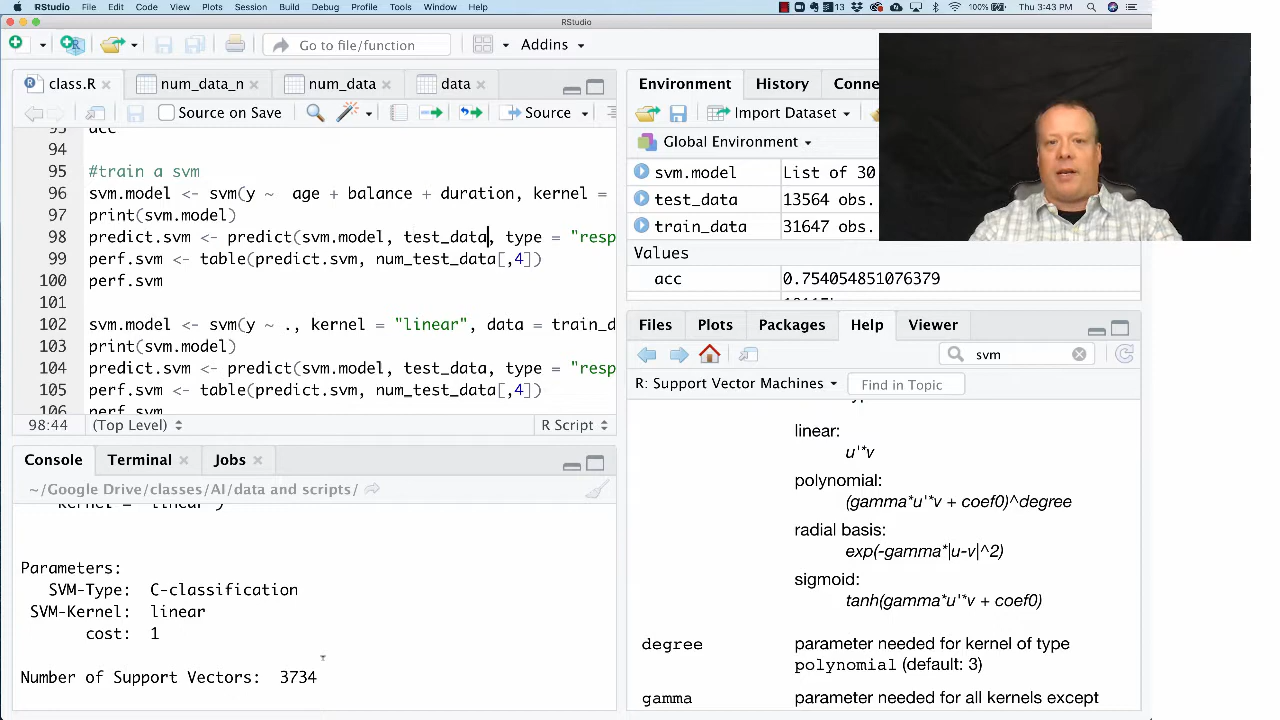 RStudio File Edit Code View Plots Session Build Debug Profile Tools Window Help
13 100% Thu 3:43 PM
RStudio
Go to file/function
Addins
class.R
num_data_n
num_data
data
Source on Save
Source
93 acc
94
95 #train a svm
96 svm.model <- svm(y ~ age + balance + duration, kernel =
97 print(svm.model)
98 predict.svm <- predict(svm.model, test_data, type = "resp
99 perf.svm <- table(predict.svm, num_test_data[,4])
100 perf.svm
101
102 svm.model <- svm(y ~ ., kernel = "linear", data = train_d
103 print(svm.model)
104 predict.svm <- predict(svm.model, test_data, type = "resp
105 perf.svm <- table(predict.svm, num_test_data[,4])
106 perf.svm
98:44 (Top Level) R Script
Console Terminal Jobs
~/Google Drive/classes/AI/data and scripts/
kernel = "linear")
Parameters:
SVM-Type: C-classification
SVM-Kernel: linear
cost: 1
Number of Support Vectors: 3734
Environment History Conne
Import Dataset
Global Environment
svm.model List of 30
test_data 13564 obs.
train_data 31647 obs.
Values
acc 0.754054851076379
Files Plots Packages Help Viewer
svm
R: Support Vector Machines Find in Topic
linear:
u'*v
polynomial:
(gamma*u'*v + coef0)^degree
radial basis:
exp(-gamma*|u-v|^2)
sigmoid:
tanh(gamma*u'*v + coef0)
degree parameter needed for kernel of type
polynomial (default: 3)
gamma parameter needed for all kernels except